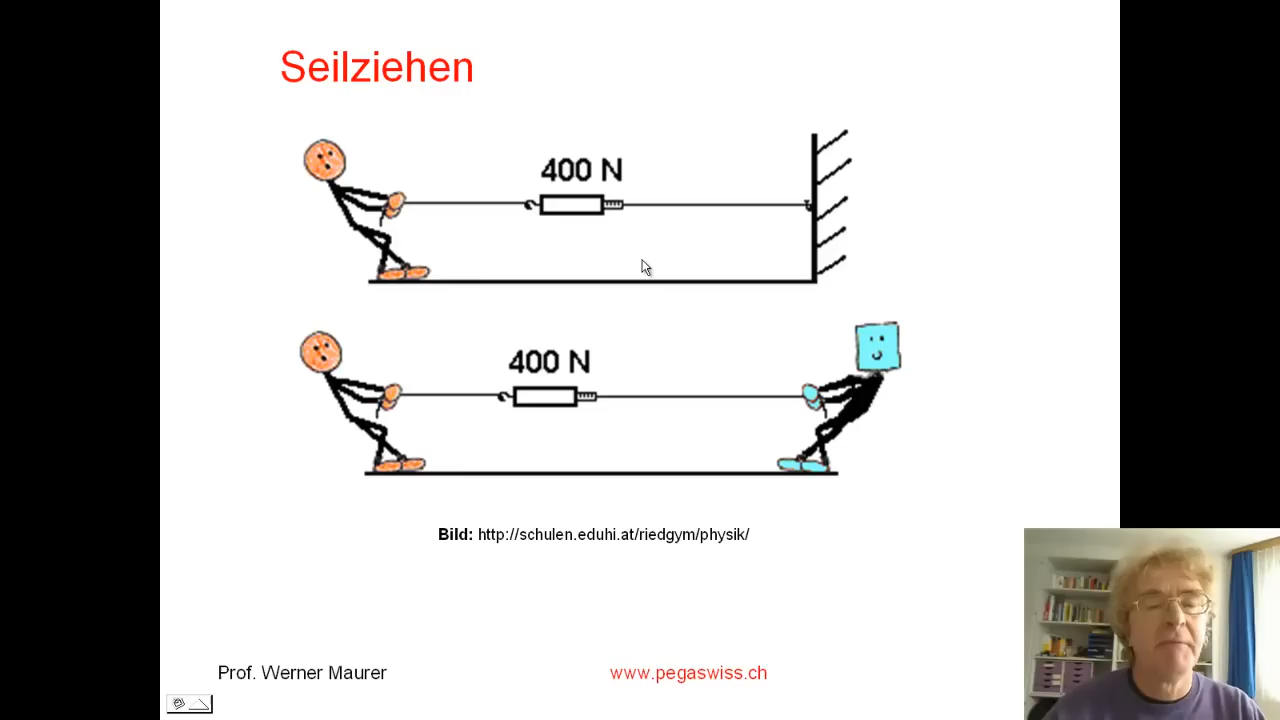 Seilziehen
400 N
400 N
Bild: http://schulen.eduhi.at/riedgym/physik/
Prof. Werner Maurer
www.pegaswiss.ch